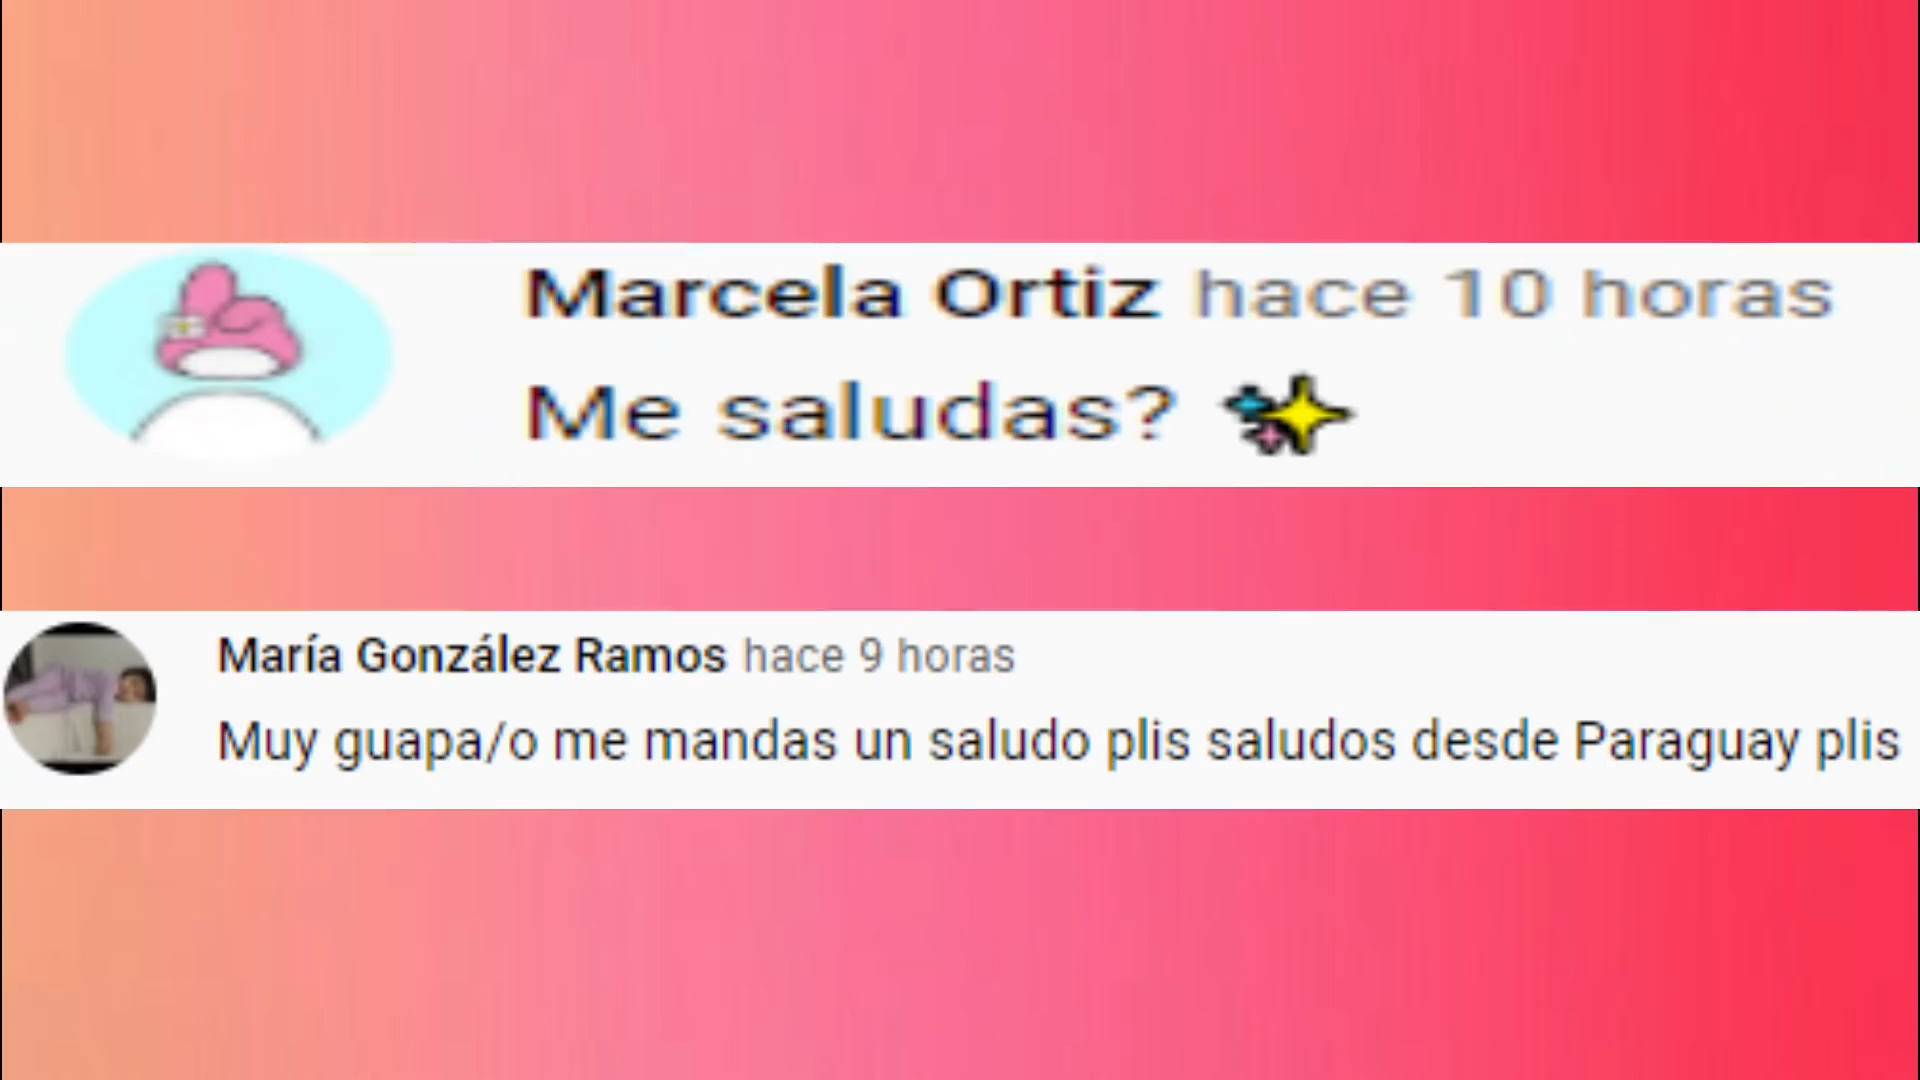 Marcela Ortiz hace 10 horas
Me saludas? ✨
María González Ramos hace 9 horas
Muy guapa/o me mandas un saludo plis saludos desde Paraguay plis